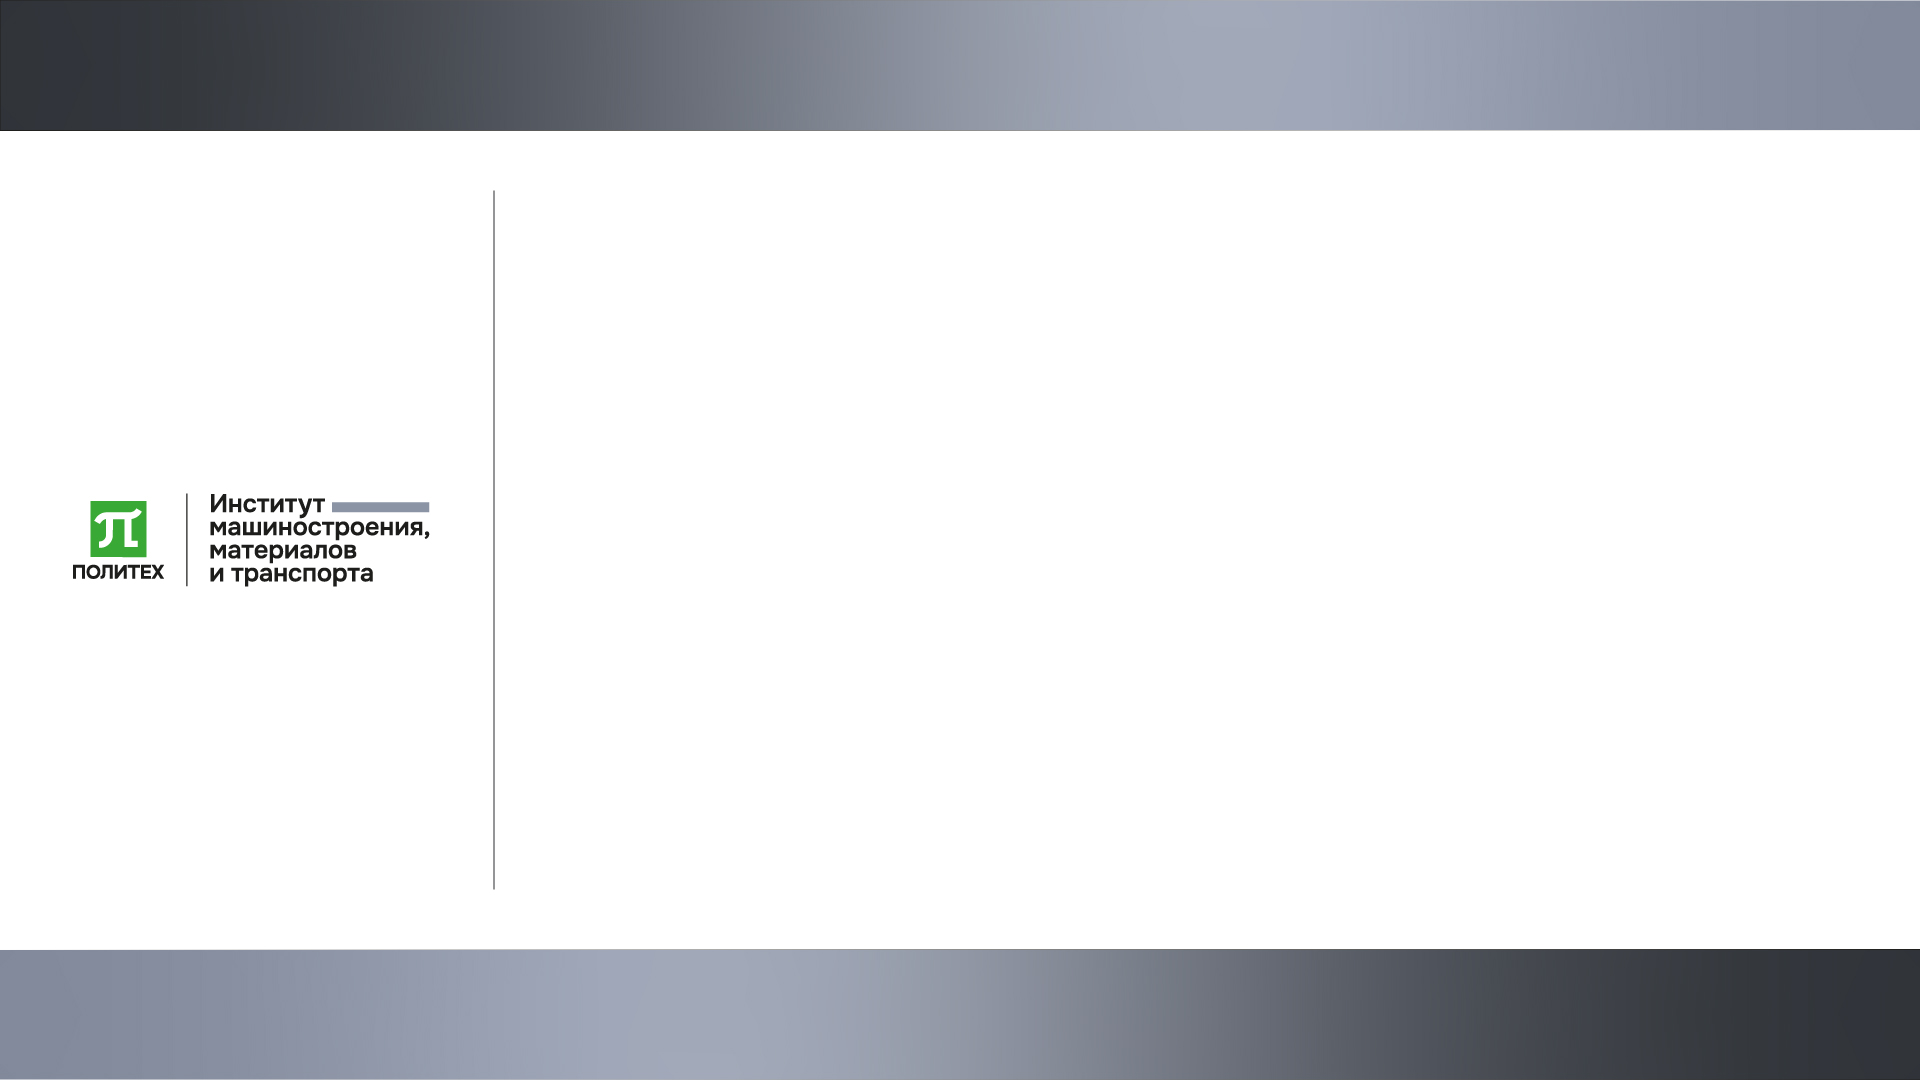 π
ПОЛИТЕХ
Институт
машиностроения,
материалов
и транспорта